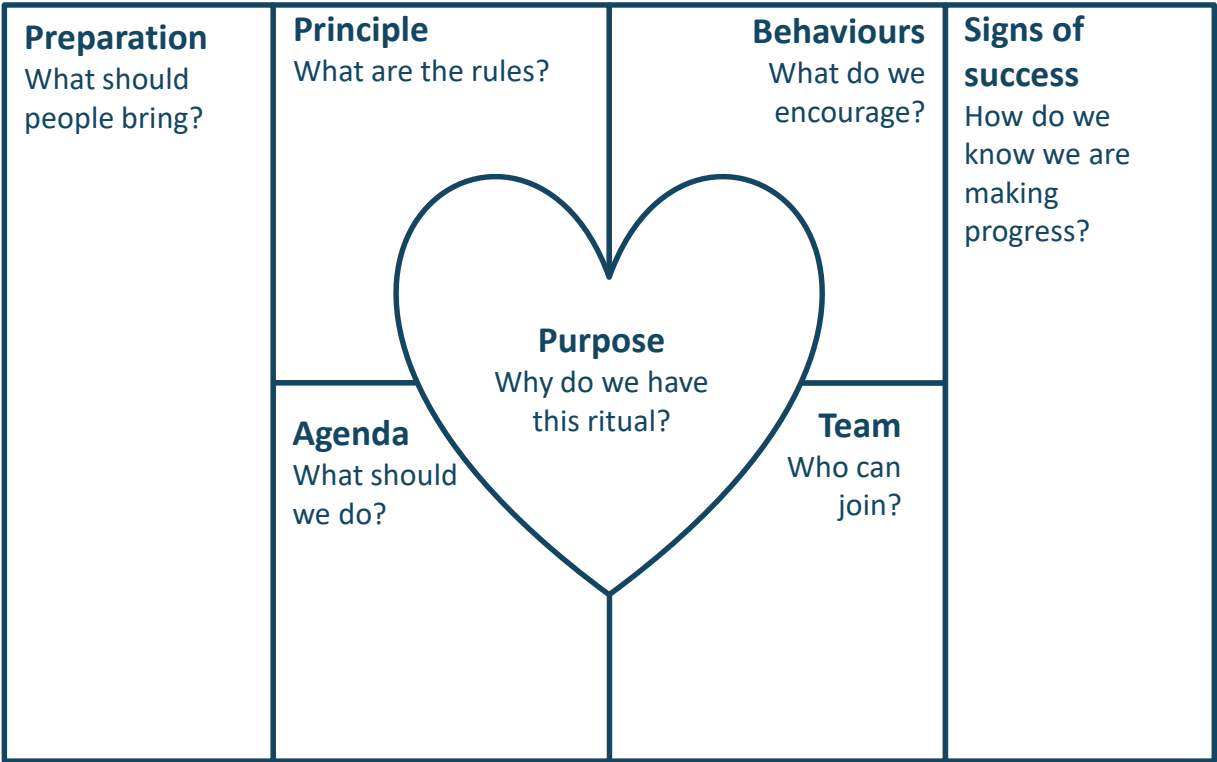 Preparation
What should
people bring?
Principle
What are the rules?
Behaviours
What do we
encourage?
Signs of
success
How do we
know we are
making
progress?
Purpose
Why do we have
this ritual?
Agenda
What should
we do?
Team
Who can
join?